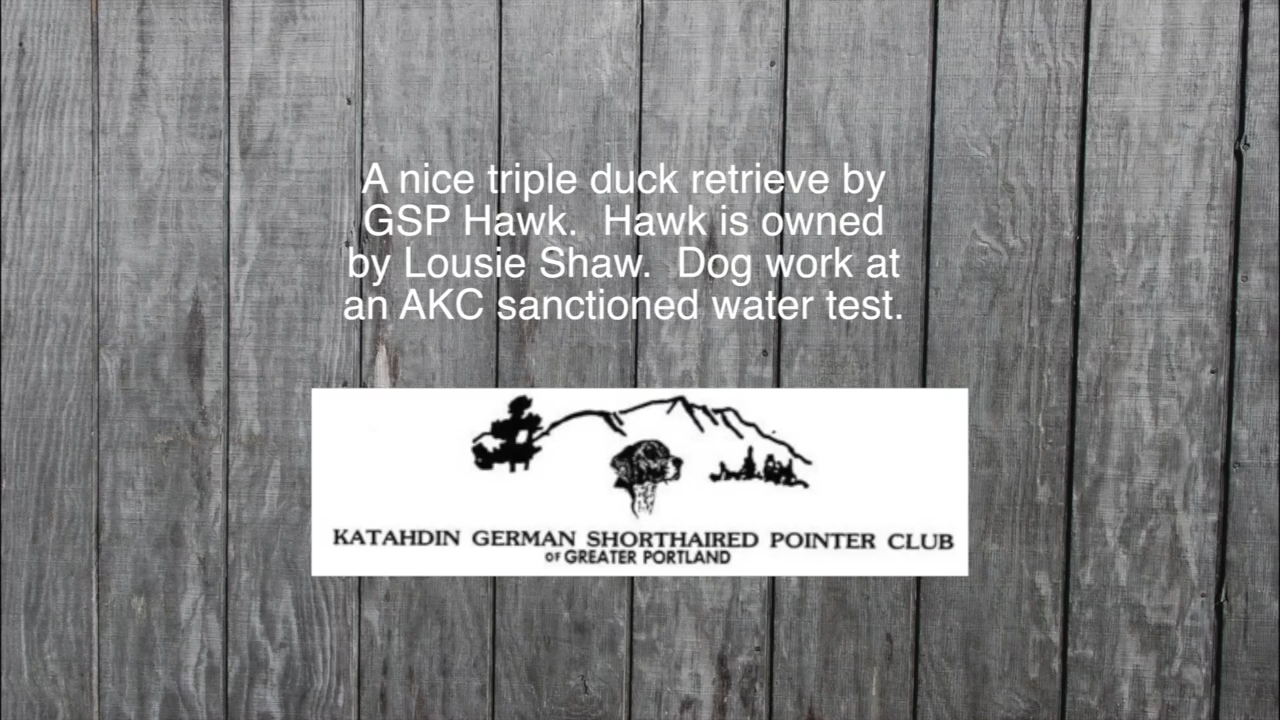 A nice triple duck retrieve by
GSP Hawk.  Hawk is owned
by Lousie Shaw.  Dog work at
an AKC sanctioned water test.
KATAHDIN GERMAN SHORTHAIRED POINTER CLUB
OF GREATER PORTLAND